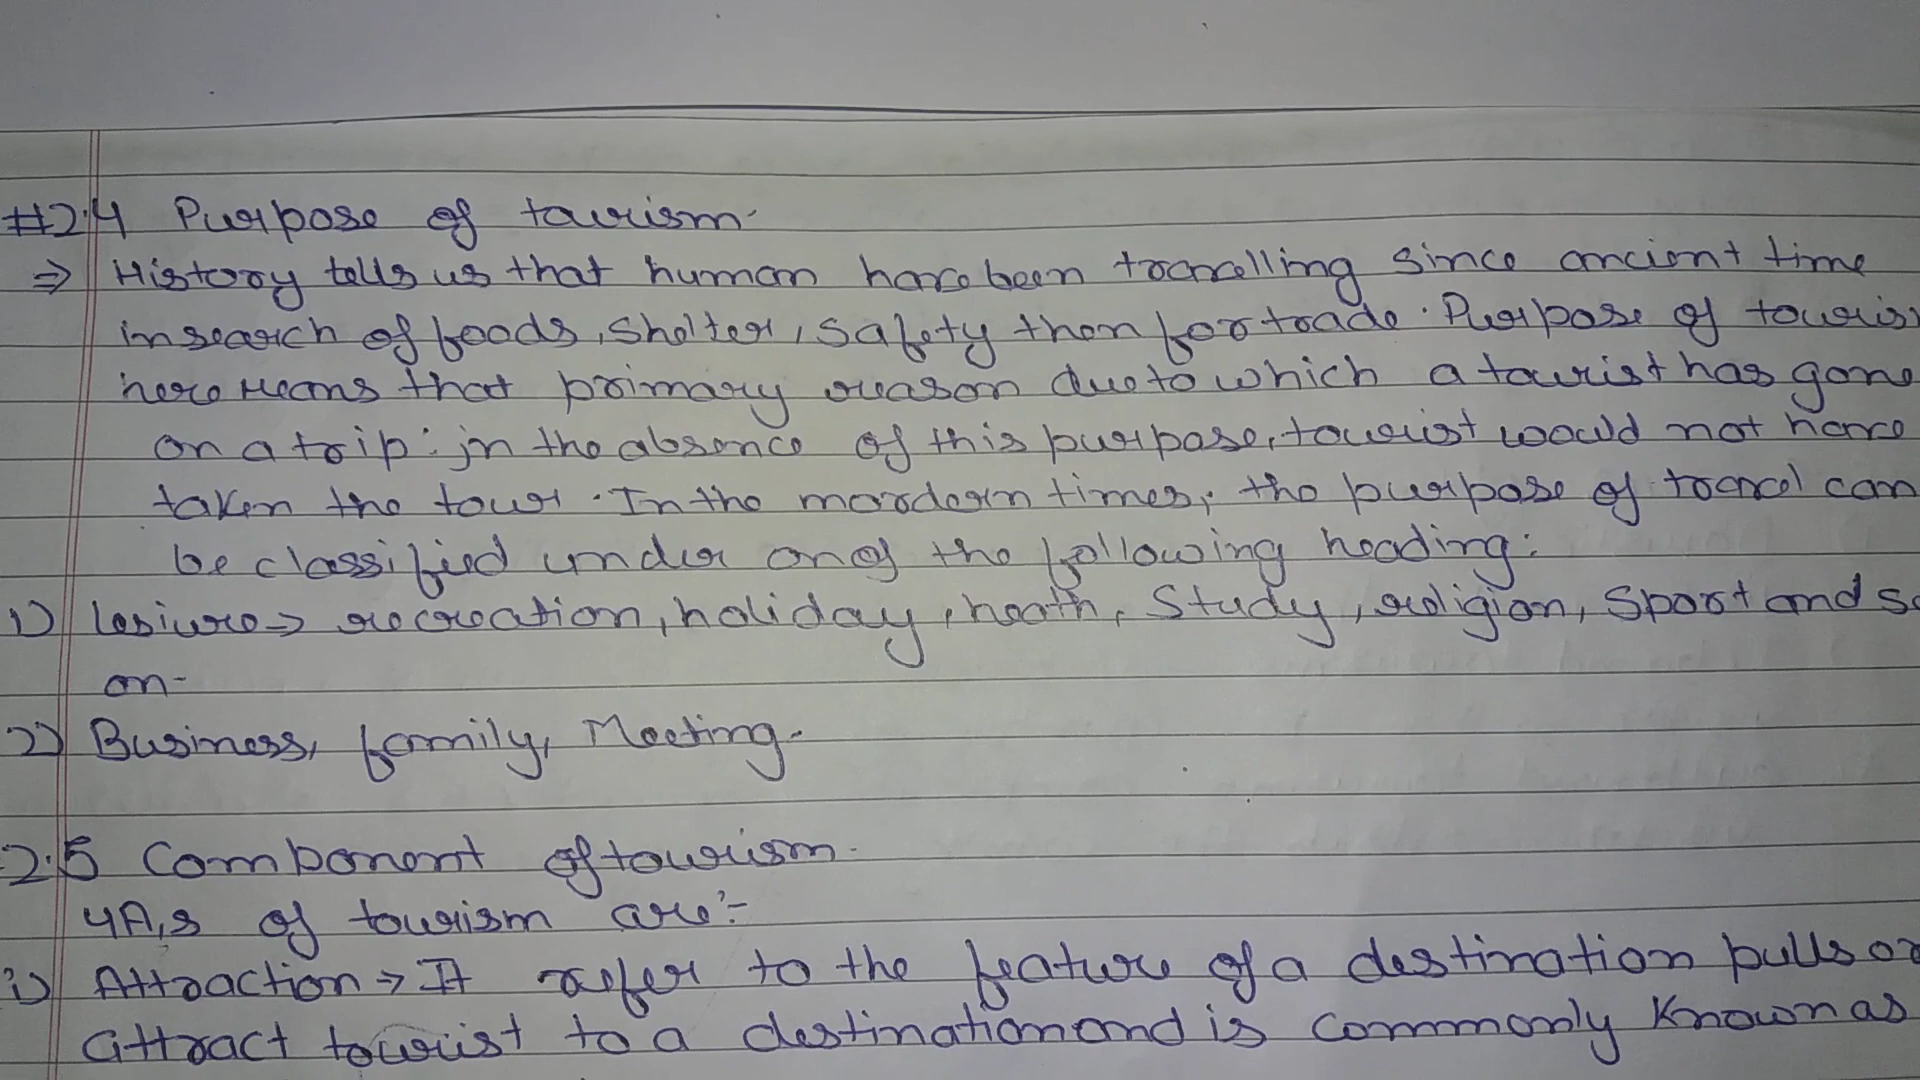 #2.4 Purpose of tourism.
⇒ History tells us that human have been travelling since ancient time
in search of foods, shelter, safety then for trade. Purpose of touris
here means that primary reason due to which a tourist has gone
on a trip. in the absence of this purpose, tourist would not have
taken the tour. In the mordern times, the purpose of travel can
be classified under on of the following heading:
1) lesiure → recreation, holiday, heath, Study, religion, Sport and so
on-
2) Business, family, Meeting.
2.5 Component of tourism.
4A,s of tourism are:-
i) Attraction → It refer to the feature of a destination pulls or
attract tourist to a destination and is commonly known as